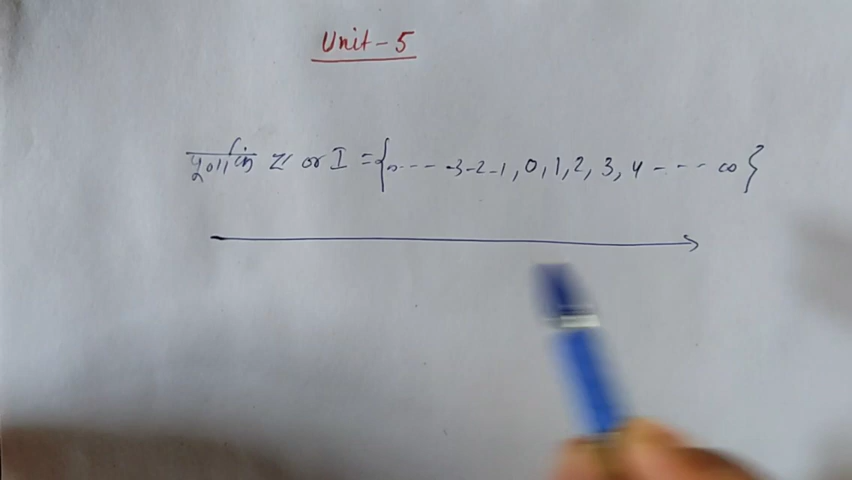 Unit - 5
Z or I = {∞---- -3-2-1, 0, 1, 2, 3, 4 ---- ∞}